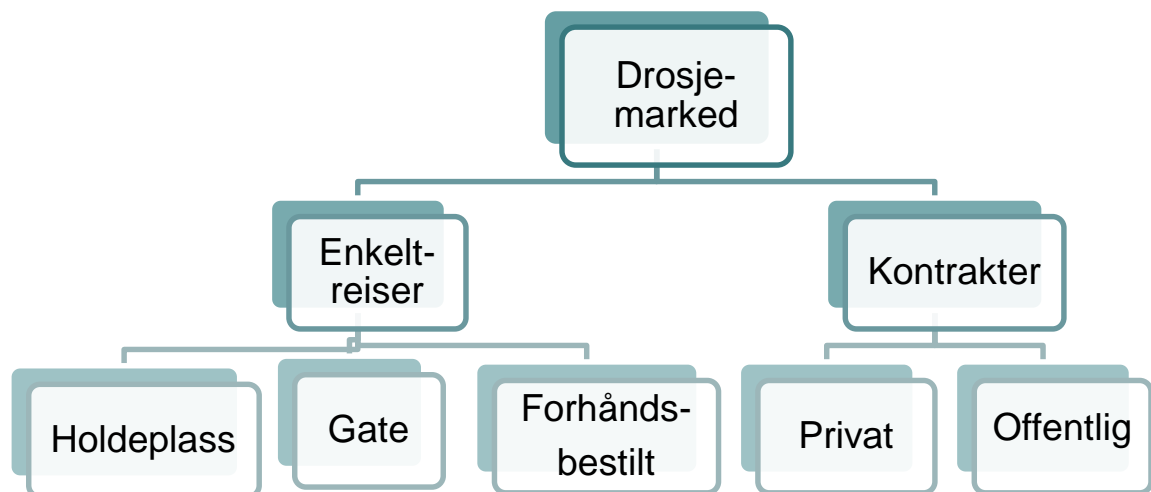 Drosje-
marked
Enkelt-
reiser
Kontrakter
Holdeplass
Gate
Forhånds-
bestilt
Privat
Offentlig